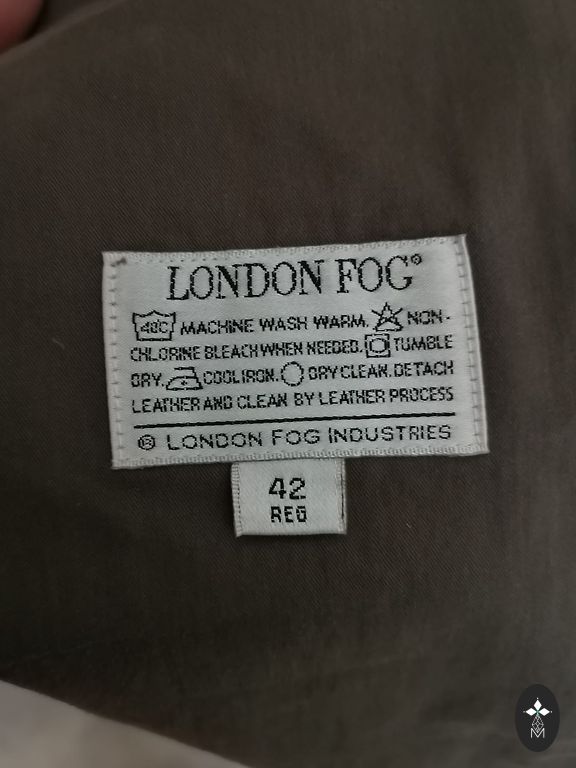 LONDON FOG®
40°C MACHINE WASH WARM. NON-
CHLORINE BLEACH WHEN NEEDED. TUMBLE
DRY. COOL IRON. DRY CLEAN. DETACH
LEATHER AND CLEAN BY LEATHER PROCESS
® LONDON FOG INDUSTRIES
42
REG
M